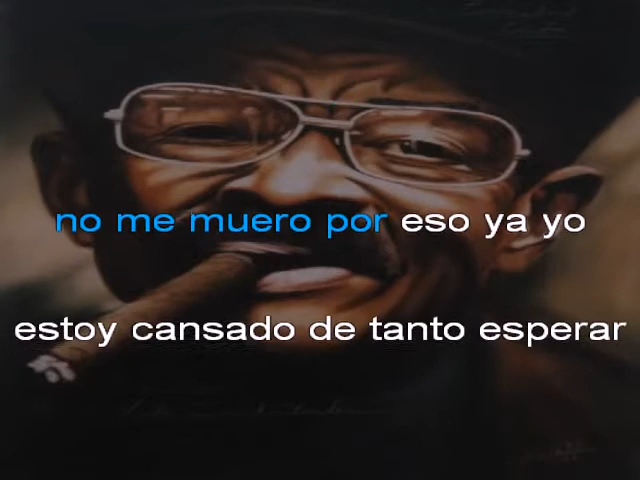 no me muero por eso ya yo
estoy cansado de tanto esperar